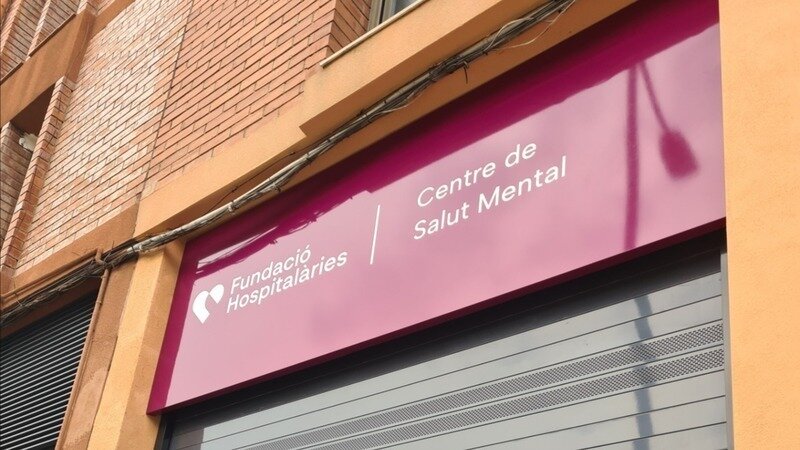 Fundació
Hospitalàries
Centre de
Salut Mental